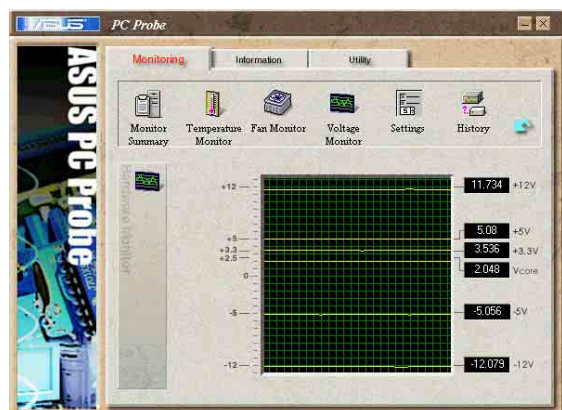 ASUS PC Probe
ASUS PC Probe
Monitoring Information Utility
Monitor Summary
Temperature Monitor
Fan Monitor
Voltage Monitor
Settings
History
Hardware Monitor
+12 11.734 +12V
+5 5.08 +5V
+3.3 3.536 +3.3V
+2.5 2.048 Vcore
0
-5 -5.056 -5V
-12 -12.079 -12V